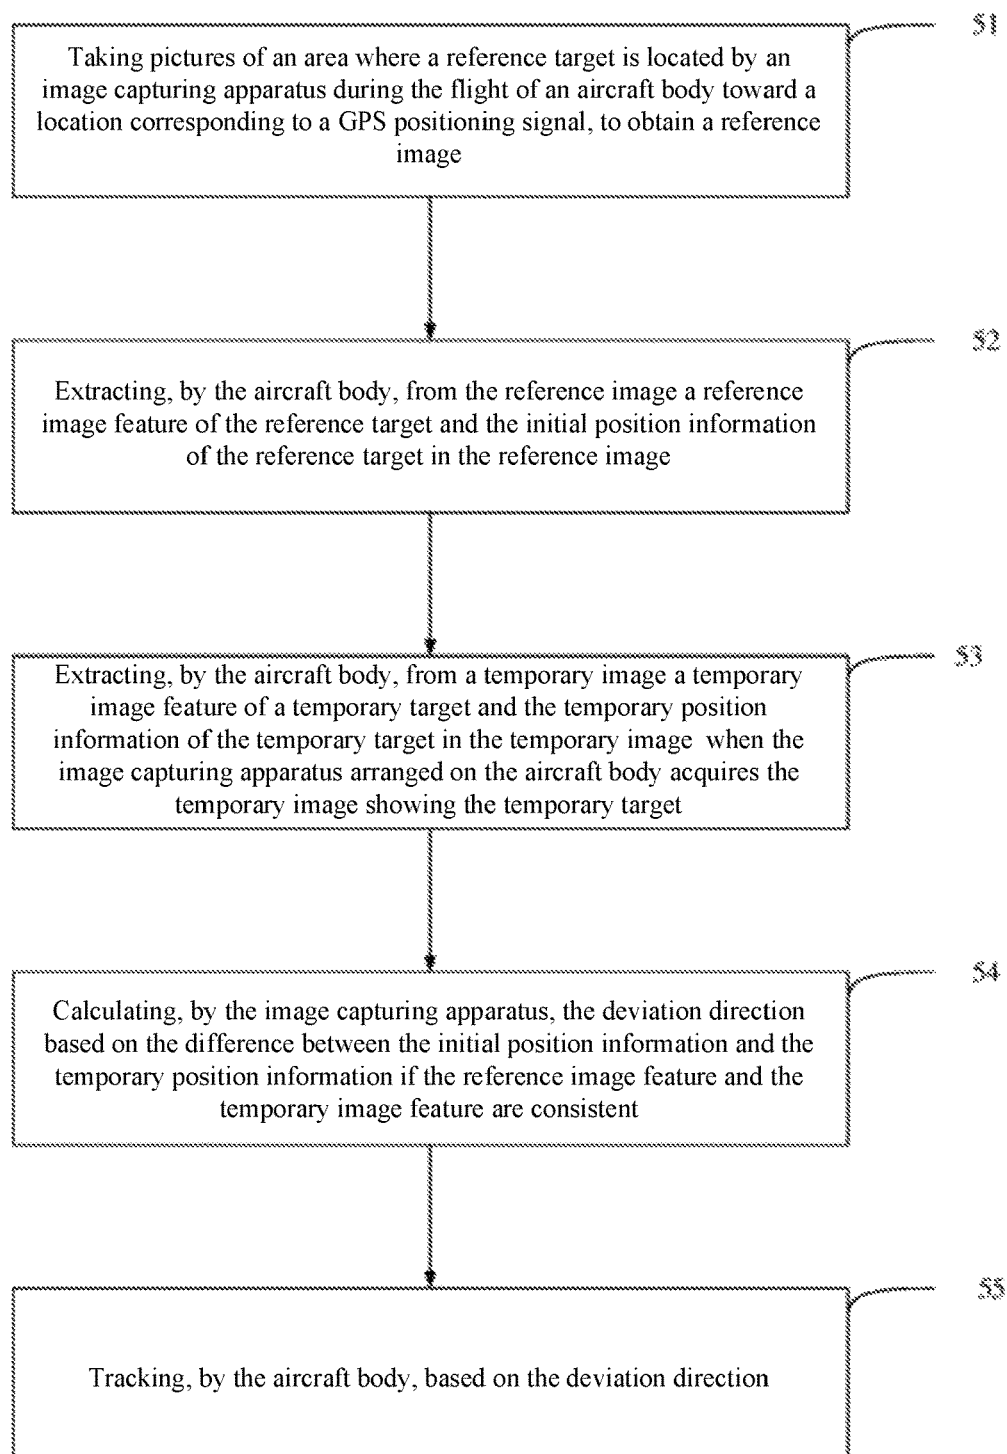 51
Taking pictures of an area where a reference target is located by an
image capturing apparatus during the flight of an aircraft body toward a
location corresponding to a GPS positioning signal, to obtain a reference
image
52
Extracting, by the aircraft body, from the reference image a reference
image feature of the reference target and the initial position information
of the reference target in the reference image
53
Extracting, by the aircraft body, from a temporary image a temporary
image feature of a temporary target and the temporary position
information of the temporary target in the temporary image when the
image capturing apparatus arranged on the aircraft body acquires the
temporary image showing the temporary target
54
Calculating, by the image capturing apparatus, the deviation direction
based on the difference between the initial position information and the
temporary position information if the reference image feature and the
temporary image feature are consistent
55
Tracking, by the aircraft body, based on the deviation direction